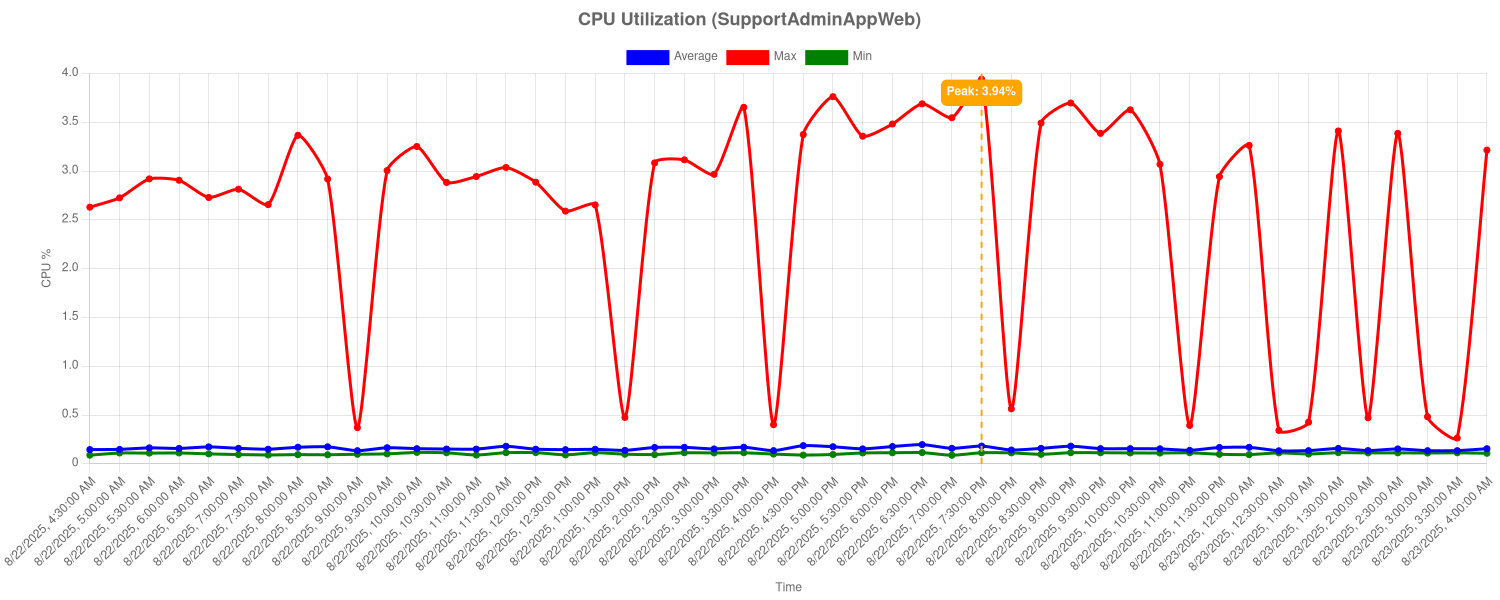 CPU Utilization (SupportAdminAppWeb)
Average Max Min
Peak: 3.94%
4.0
3.5
3.0
2.5
2.0
1.5
1.0
0.5
0
CPU %
8/22/2025, 4:30:00 AM
8/22/2025, 5:00:00 AM
8/22/2025, 5:30:00 AM
8/22/2025, 6:00:00 AM
8/22/2025, 6:30:00 AM
8/22/2025, 7:00:00 AM
8/22/2025, 7:30:00 AM
8/22/2025, 8:00:00 AM
8/22/2025, 8:30:00 AM
8/22/2025, 9:00:00 AM
8/22/2025, 9:30:00 AM
8/22/2025, 10:00:00 AM
8/22/2025, 10:30:00 AM
8/22/2025, 11:00:00 AM
8/22/2025, 11:30:00 AM
8/22/2025, 12:00:00 PM
8/22/2025, 12:30:00 PM
8/22/2025, 1:00:00 PM
8/22/2025, 1:30:00 PM
8/22/2025, 2:00:00 PM
8/22/2025, 2:30:00 PM
8/22/2025, 3:00:00 PM
8/22/2025, 3:30:00 PM
8/22/2025, 4:00:00 PM
8/22/2025, 4:30:00 PM
8/22/2025, 5:00:00 PM
8/22/2025, 5:30:00 PM
8/22/2025, 6:00:00 PM
8/22/2025, 6:30:00 PM
8/22/2025, 7:00:00 PM
8/22/2025, 7:30:00 PM
8/22/2025, 8:00:00 PM
8/22/2025, 8:30:00 PM
8/22/2025, 9:00:00 PM
8/22/2025, 9:30:00 PM
8/22/2025, 10:00:00 PM
8/22/2025, 10:30:00 PM
8/22/2025, 11:00:00 PM
8/22/2025, 11:30:00 PM
8/23/2025, 12:00:00 AM
8/23/2025, 12:30:00 AM
8/23/2025, 1:00:00 AM
8/23/2025, 1:30:00 AM
8/23/2025, 2:00:00 AM
8/23/2025, 2:30:00 AM
8/23/2025, 3:00:00 AM
8/23/2025, 3:30:00 AM
8/23/2025, 4:00:00 AM
Time